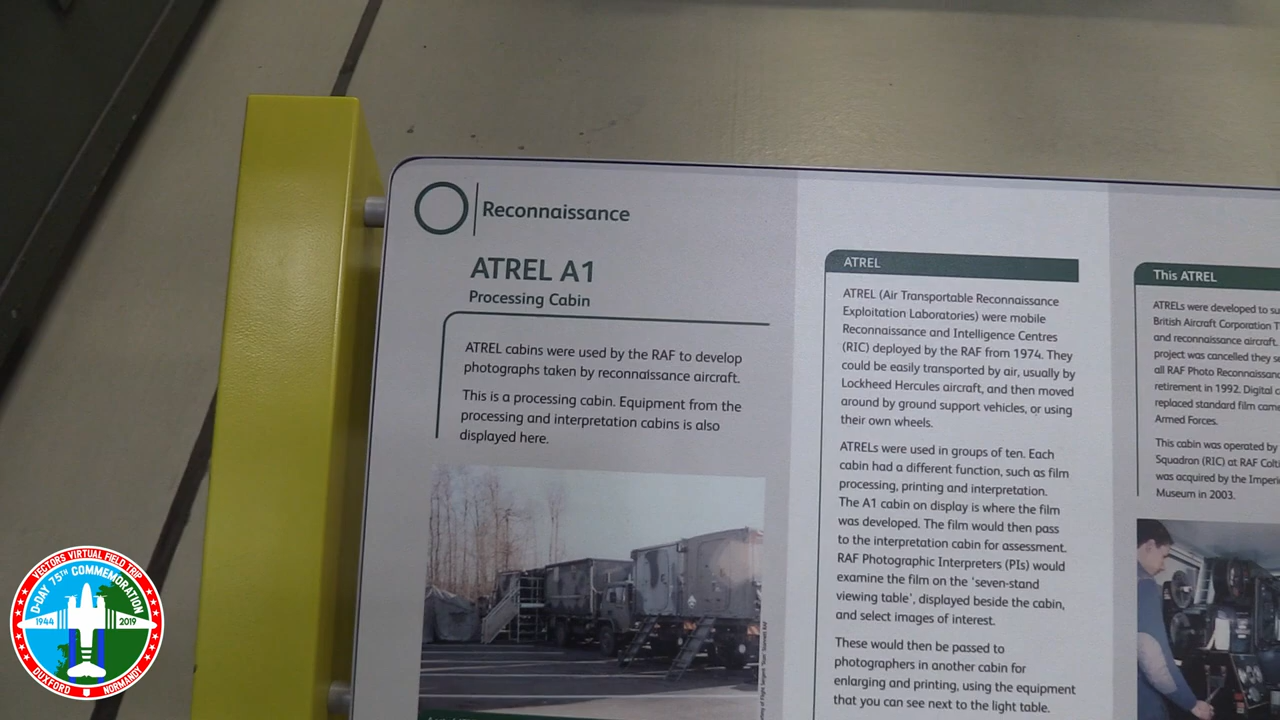 Reconnaissance
ATREL A1
Processing Cabin
ATREL cabins were used by the RAF to develop
photographs taken by reconnaissance aircraft.
This is a processing cabin. Equipment from the
processing and interpretation cabins is also
displayed here.
ATREL
ATREL (Air Transportable Reconnaissance
Exploitation Laboratories) were mobile
Reconnaissance and Intelligence Centres
(RIC) deployed by the RAF from 1974. They
could be easily transported by air, usually by
Lockheed Hercules aircraft, and then moved
around by ground support vehicles, or using
their own wheels.
ATRELs were used in groups of ten. Each
cabin had a different function, such as film
processing, printing and interpretation.
The A1 cabin on display is where the film
was developed. The film would then pass
to the interpretation cabin for assessment.
RAF Photographic Interpreters (PIs) would
examine the film on the 'seven-stand
viewing table', displayed beside the cabin,
and select images of interest.
These would then be passed to
photographers in another cabin for
enlarging and printing, using the equipment
that you can see next to the light table.
This ATREL
ATRELs were developed to su
British Aircraft Corporation T
and reconnaissance aircraft.
project was cancelled they se
all RAF Photo Reconnaissanc
retirement in 1992. Digital c
replaced standard film cam
Armed Forces.
This cabin was operated by
Squadron (RIC) at RAF Colti
was acquired by the Imperi
Museum in 2003.
VECTORS VIRTUAL FIELD TRIP
D-DAY 75TH COMMEMORATION
1944 2019
DUXFORD NORMANDY